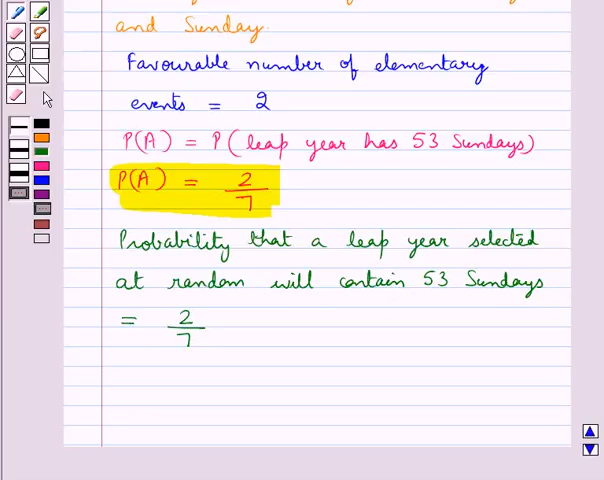 and Sunday.
Favourable number of elementary
events = 2
P(A) = P( leap year has 53 Sundays)
P(A) = 2/7
Probability that a leap year selected
at random will contain 53 Sundays
= 2/7